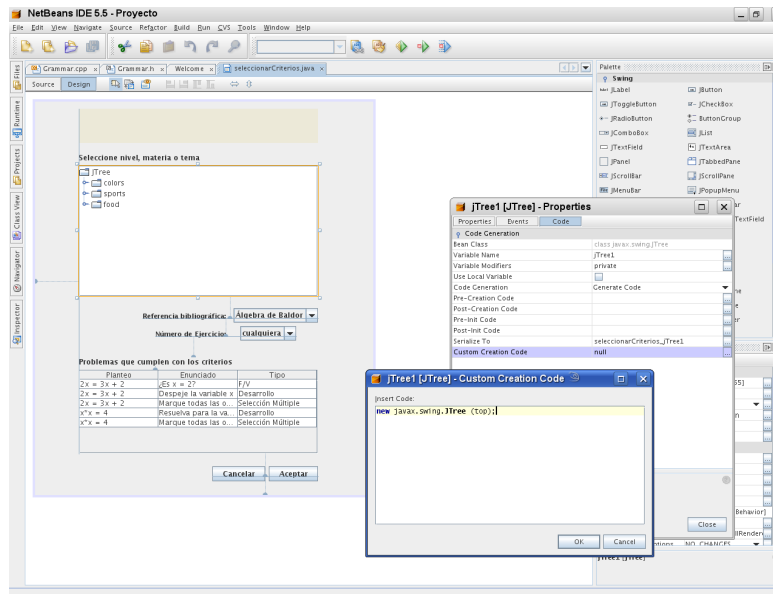 NetBeans IDE 5.5 - Proyecto
File Edit View Navigate Source Refactor Build Run CVS Tools Window Help
Grammar.cpp x Grammar.h x Welcome x seleccionarCriterios.java x
Source Design
Files
Runtime
Projects
Class View
Navigator
Inspector
Seleccione nivel, materia o tema
JTree
colors
sports
food
Referencia bibliográfica: Álgebra de Baldor
Número de Ejercicio: cualquiera
Problemas que cumplen con los criterios
Planteo Enunciado Tipo
2x = 3x + 2 ¿Es x = 2? F/V
2x = 3x + 2 Despeje la variable x Desarrollo
2x = 3x + 2 Marque todas las o... Selección Múltiple
x*x = 4 Resuelva para la va... Desarrollo
x*x = 4 Marque todas las o... Selección Múltiple
Cancelar Aceptar
Palette
Swing
JLabel JButton
JToggleButton JCheckBox
JRadioButton ButtonGroup
JComboBox JList
JTextField JTextArea
JPanel JTabbedPane
JScrollBar JScrollPane
JMenuBar JPopupMenu
jTree1 [JTree] - Properties
Properties Events Code
Code Generation
Bean Class class javax.swing.JTree
Variable Name jTree1
Variable Modifiers private
Use Local Variable
Code Generation Generate Code
Pre-Creation Code
Post-Creation Code
Pre-Init Code
Post-Init Code
Serialize To seleccionarCriterios_jTree1
Custom Creation Code null
Close
jTree1 [JTree] - Custom Creation Code
Insert Code:
new javax.swing.JTree (top);
OK Cancel
TextField
Behavior]
NO_CHANGES
jTree1 [JTree]